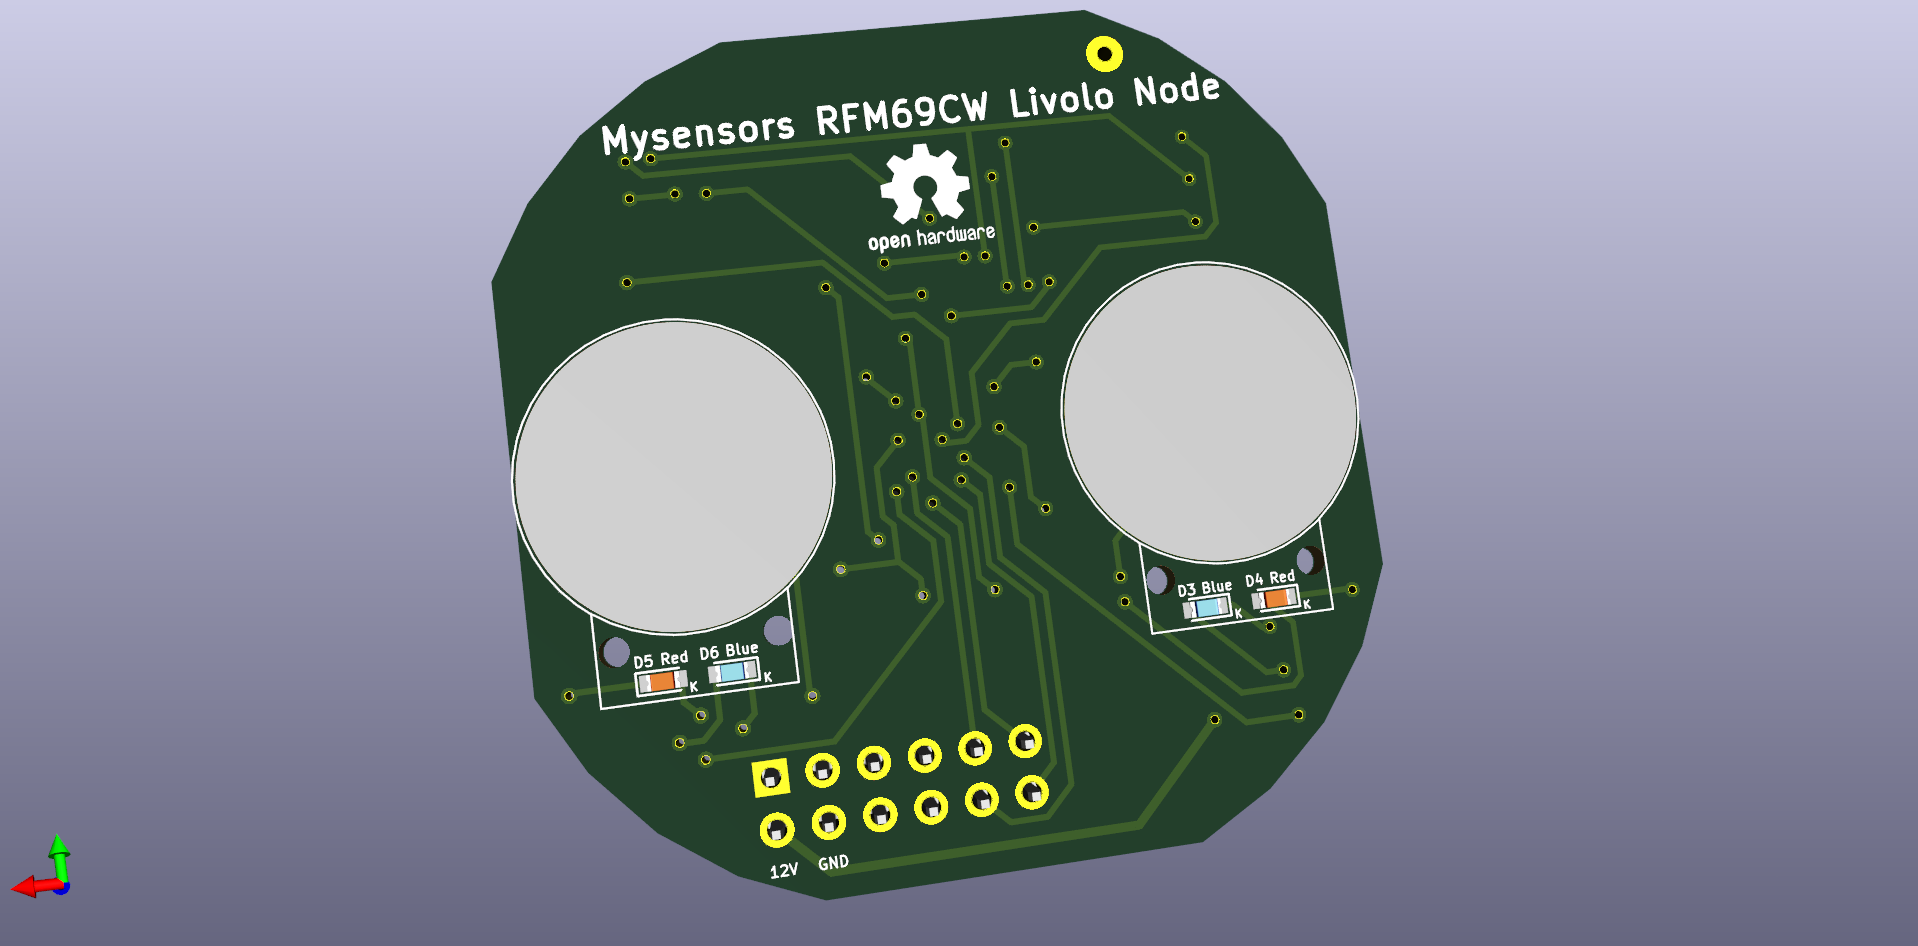 Mysensors RFM69CW Livolo Node
open hardware
D3 Blue D4 Red
K K
D5 Red D6 Blue
K K
12V GND